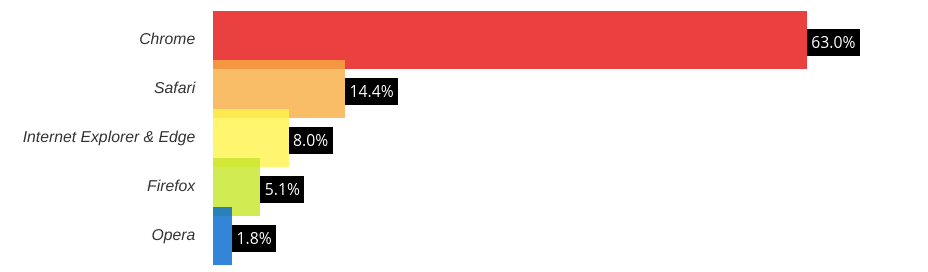 Chrome 63.0%
Safari 14.4%
Internet Explorer & Edge 8.0%
Firefox 5.1%
Opera 1.8%